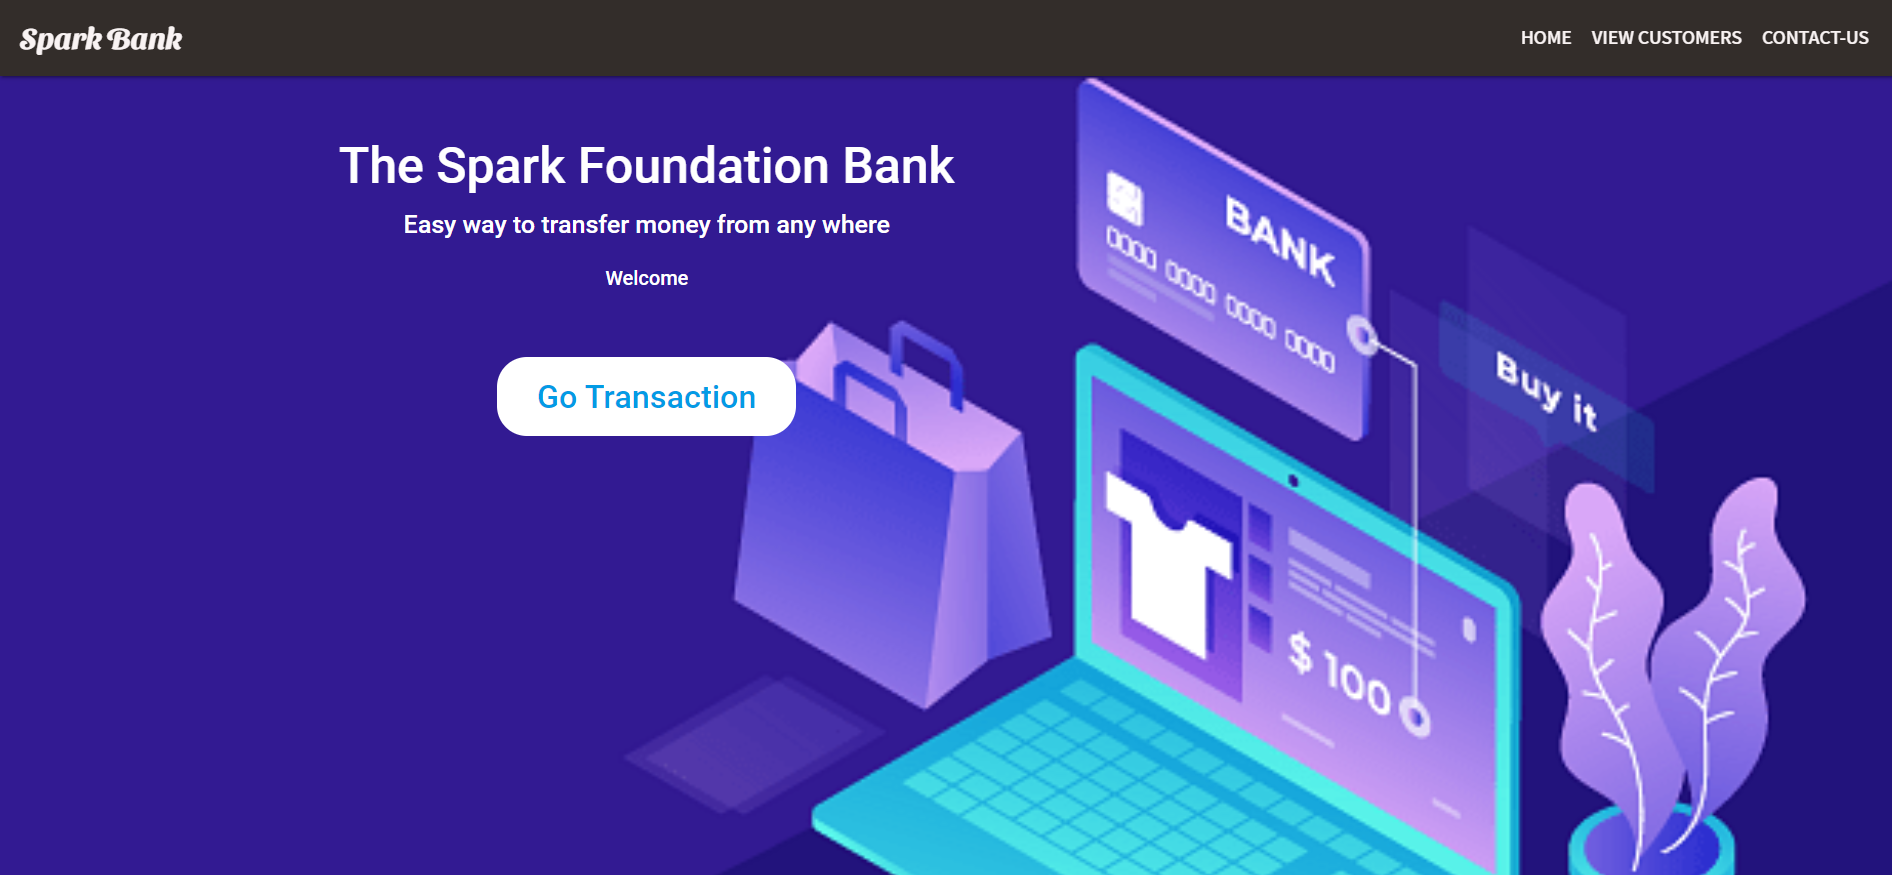 Spark Bank
HOME VIEW CUSTOMERS CONTACT-US
The Spark Foundation Bank
Easy way to transfer money from any where
Welcome
Go Transaction
BANK
0000 0000 0000 0000
Buy it
$ 100